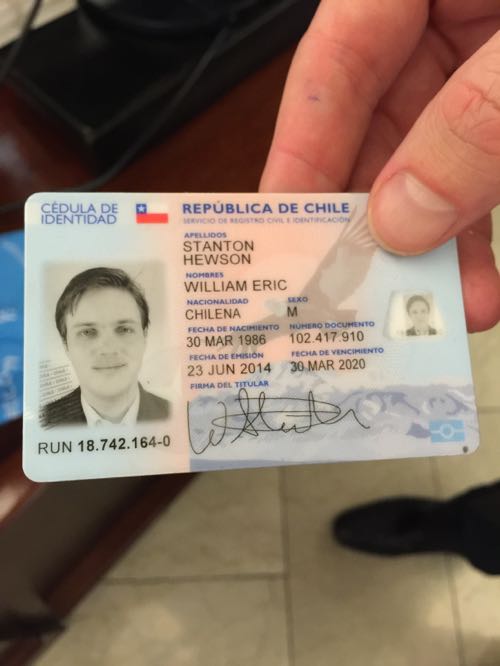 CÉDULA DE
IDENTIDAD
REPÚBLICA DE CHILE
SERVICIO DE REGISTRO CIVIL E IDENTIFICACIÓN
APELLIDOS
STANTON
HEWSON
NOMBRES
WILLIAM ERIC
NACIONALIDAD SEXO
CHILENA M
FECHA DE NACIMIENTO NÚMERO DOCUMENTO
30 MAR 1986 102.417.910
FECHA DE EMISIÓN FECHA DE VENCIMIENTO
23 JUN 2014 30 MAR 2020
FIRMA DEL TITULAR
RUN 18.742.164-0